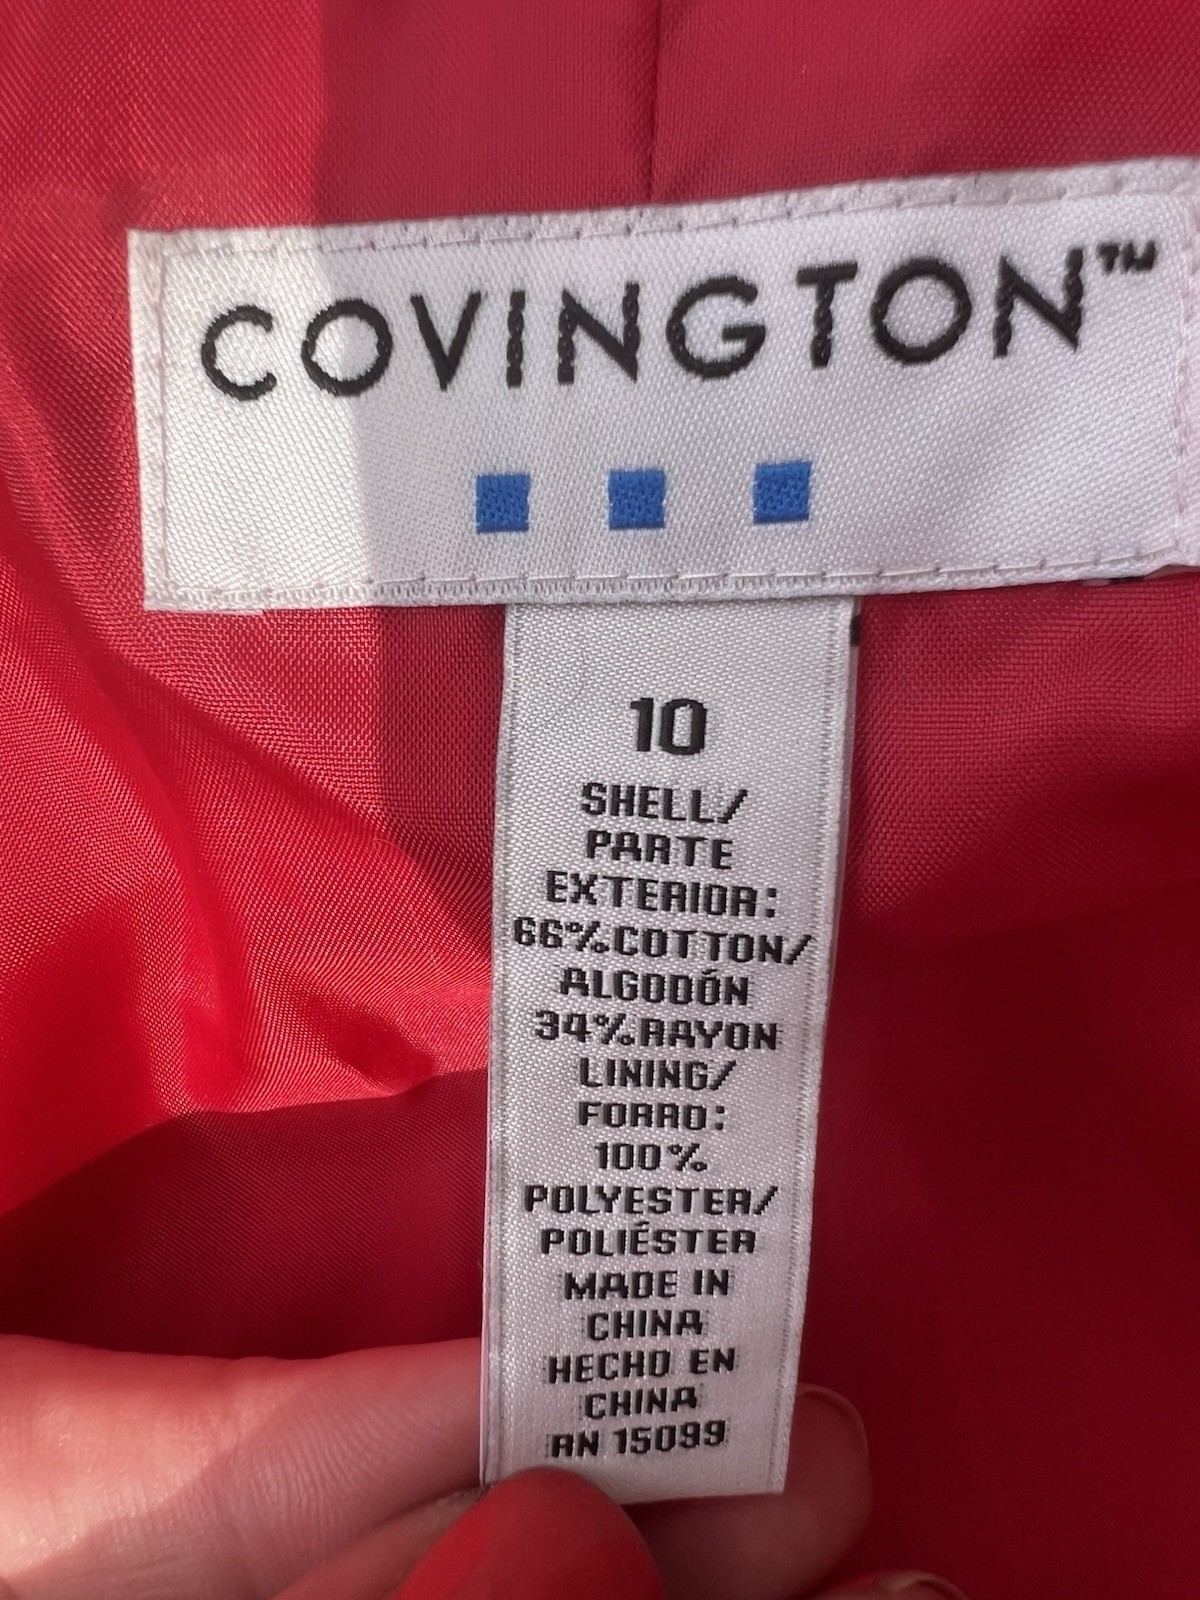 COVINGTON™
10
SHELL/
PARTE
EXTERIOR:
66%COTTON/
ALGODÓN
34%RAYON
LINING/
FORRO:
100%
POLYESTER/
POLIÉSTER
MADE IN
CHINA
HECHO EN
CHINA
RN 15099